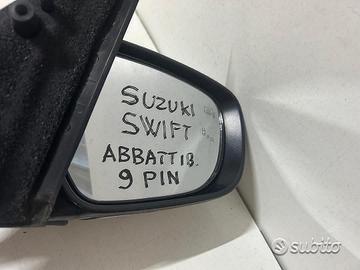 SUZUKI
SWIFT
ABBATTIB.
9 PIN
subito